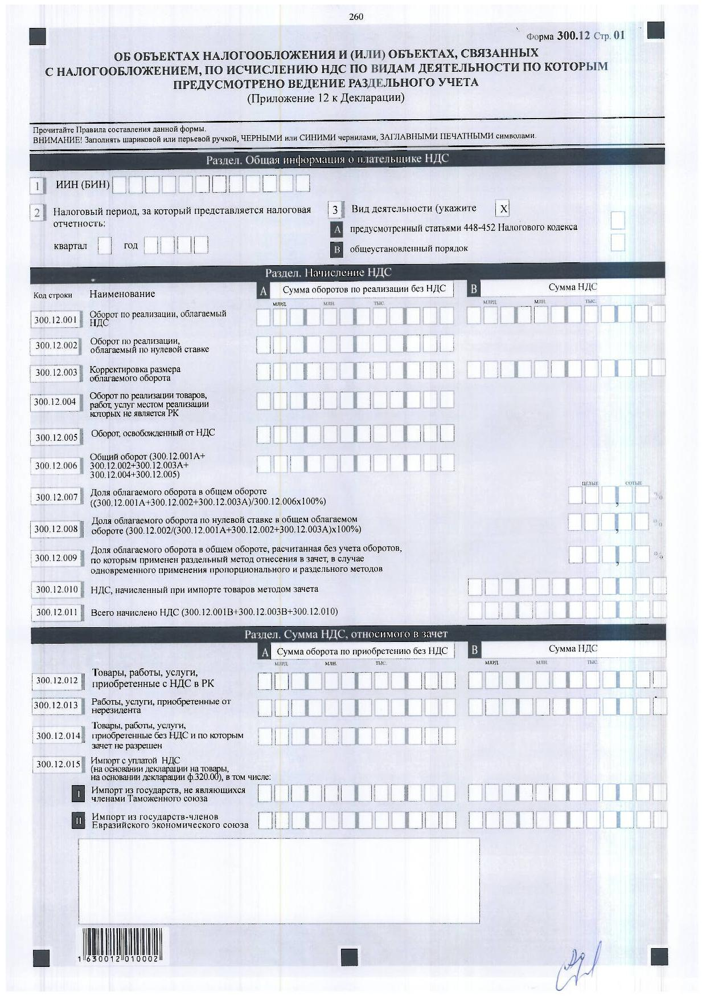 260
Форма 300.12 Стр. 01
ОБ ОБЪЕКТАХ НАЛОГООБЛОЖЕНИЯ И (ИЛИ) ОБЪЕКТАХ, СВЯЗАННЫХ
С НАЛОГООБЛОЖЕНИЕМ, ПО ИСЧИСЛЕНИЮ НДС ПО ВИДАМ ДЕЯТЕЛЬНОСТИ ПО КОТОРЫМ
ПРЕДУСМОТРЕНО ВЕДЕНИЕ РАЗДЕЛЬНОГО УЧЕТА
(Приложение 12 к Декларации)
Прочитайте Правила составления данной формы.
ВНИМАНИЕ! Заполнять шариковой или перьевой ручкой, ЧЕРНЫМИ или СИНИМИ чернилами, ЗАГЛАВНЫМИ ПЕЧАТНЫМИ символами.
Раздел. Общая информация о плательщике НДС
1 ИИН (БИН)
2 Налоговый период, за который представляется налоговая
отчетность:
квартал год
3 Вид деятельности (укажите X
A предусмотренный статьями 448-452 Налогового кодекса
B общеустановленный порядок
Раздел. Начисление НДС
Код строки Наименование A Сумма оборотов по реализации без НДС B Сумма НДС
МЛРД. МЛН. ТЫС. МЛРД. МЛН. ТЫС.
300.12.001 Оборот по реализации, облагаемый
НДС
300.12.002 Оборот по реализации,
облагаемый по нулевой ставке
300.12.003 Корректировка размера
облагаемого оборота
300.12.004 Оборот по реализации товаров,
работ, услуг местом реализации
которых не является РК
300.12.005 Оборот, освобожденный от НДС
300.12.006 Общий оборот (300.12.001А+
300.12.002+300.12.003А+
300.12.004+300.12.005)
ЦЕЛЫЕ СОТЫЕ
300.12.007 Доля облагаемого оборота в общем обороте
((300.12.001А+300.12.002+300.12.003А)/300.12.006х100%) , %
300.12.008 Доля облагаемого оборота по нулевой ставке в общем облагаемом
обороте (300.12.002/(300.12.001А+300.12.002+300.12.003А)х100%) , %
300.12.009 Доля облагаемого оборота в общем обороте, расчитанная без учета оборотов,
по которым применен раздельный метод отнесения в зачет, в случае
одновременного применения пропорционального и раздельного методов , %
300.12.010 НДС, начисленный при импорте товаров методом зачета
300.12.011 Всего начислено НДС (300.12.001В+300.12.003В+300.12.010)
Раздел. Сумма НДС, относимого в зачет
A Сумма оборота по приобретению без НДС B Сумма НДС
МЛРД. МЛН. ТЫС. МЛРД. МЛН. ТЫС.
300.12.012 Товары, работы, услуги,
приобретенные с НДС в РК
300.12.013 Работы, услуги, приобретенные от
нерезидента
300.12.014 Товары, работы, услуги,
приобретенные без НДС и по которым
зачет не разрешен
300.12.015 Импорт с уплатой НДС
(на основании декларации на товары,
на основании декларации ф.320.00), в том числе:
I Импорт из государств, не являющихся
членами Таможенного союза
II Импорт из государств-членов
Евразийского экономического союза
1 630012 010002